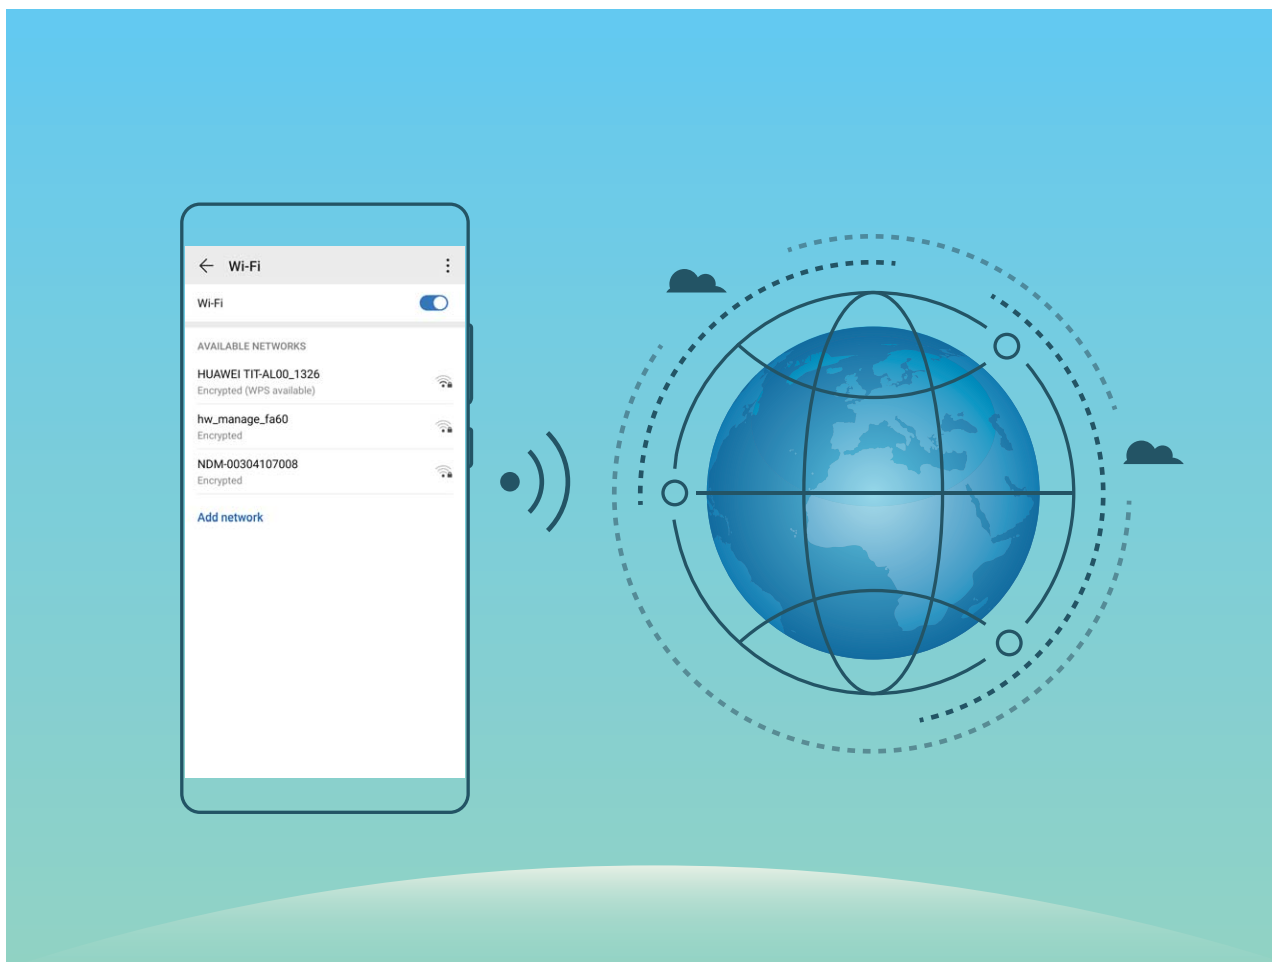 Wi-Fi
Wi-Fi
AVAILABLE NETWORKS
HUAWEI TIT-AL00_1326
Encrypted (WPS available)
hw_manage_fa60
Encrypted
NDM-00304107008
Encrypted
Add network